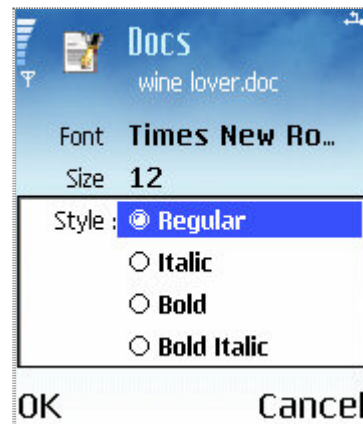 Docs
wine lover.doc
Font Times New Ro...
Size 12
Style : Regular
Italic
Bold
Bold Italic
OK Cancel